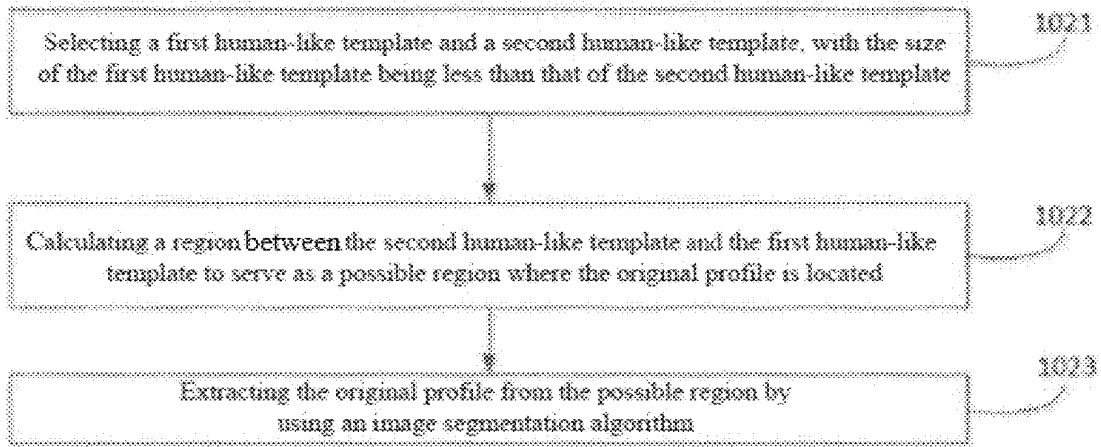 1021
Selecting a first human-like template and a second human-like template, with the size
of the first human-like template being less than that of the second human-like template
1022
Calculating a region between the second human-like template and the first human-like
template to serve as a possible region where the original profile is located
1023
Extracting the original profile from the possible region by
using an image segmentation algorithm